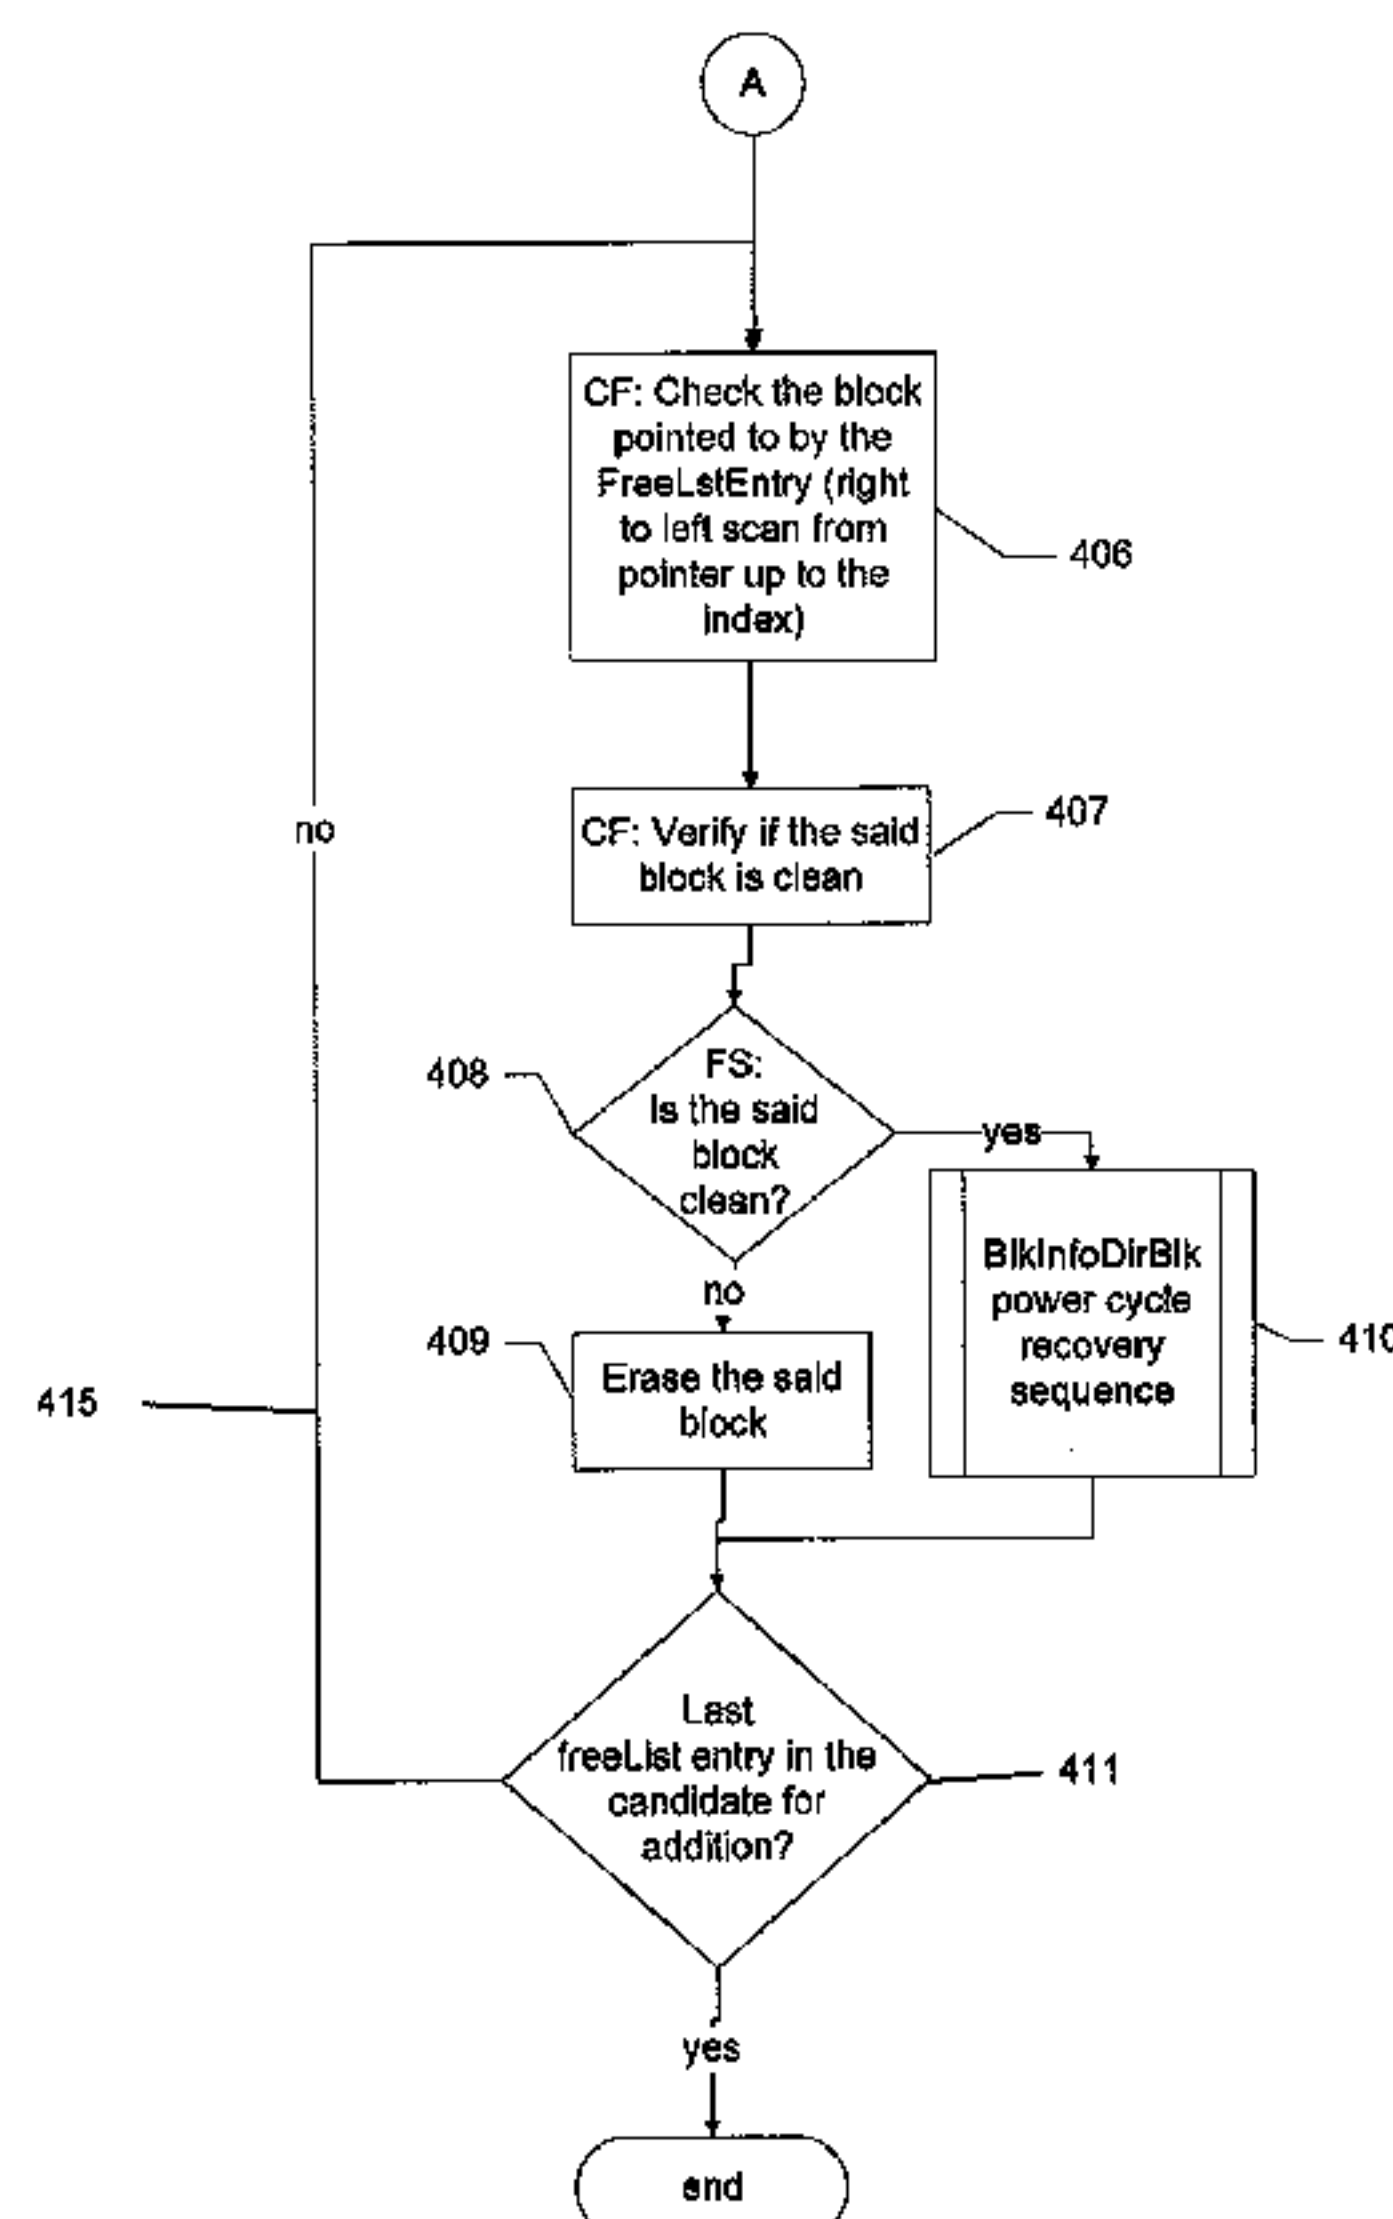 A
CF: Check the block
pointed to by the
FreeLstEntry (right
to left scan from
pointer up to the
index)
406
no
CF: Verify if the said
block is clean
407
408
FS:
Is the said
block
clean?
yes
no
BlkInfoDirBlk
power cycle
recovery
sequence
410
409
Erase the said
block
415
Last
freeList entry in the
candidate for
addition?
411
yes
end